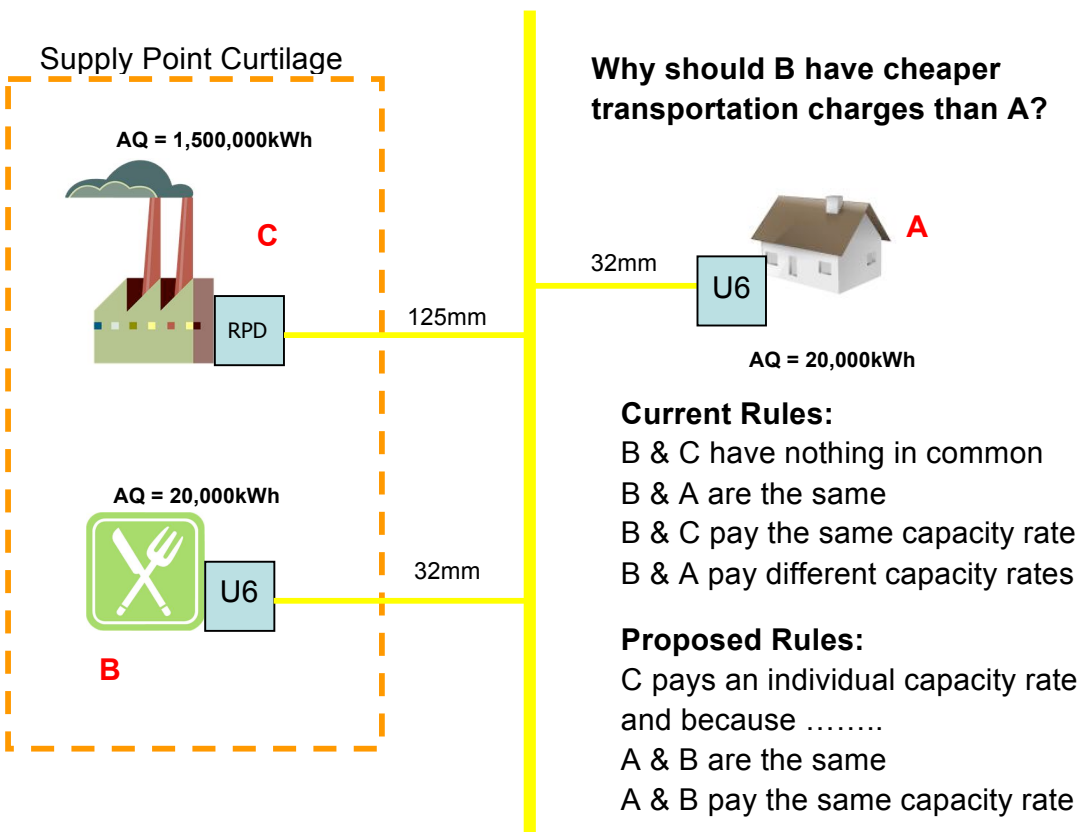 Supply Point Curtilage
AQ = 1,500,000kWh
C
RPD
125mm
AQ = 20,000kWh
U6
32mm
B
Why should B have cheaper
transportation charges than A?
A
32mm
U6
AQ = 20,000kWh
Current Rules:
B & C have nothing in common
B & A are the same
B & C pay the same capacity rate
B & A pay different capacity rates
Proposed Rules:
C pays an individual capacity rate
and because ........
A & B are the same
A & B pay the same capacity rate